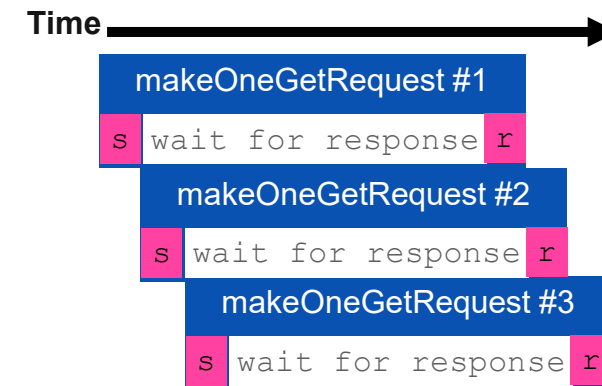 Time
makeOneGetRequest #1
s wait for response r
makeOneGetRequest #2
s wait for response r
makeOneGetRequest #3
s wait for response r